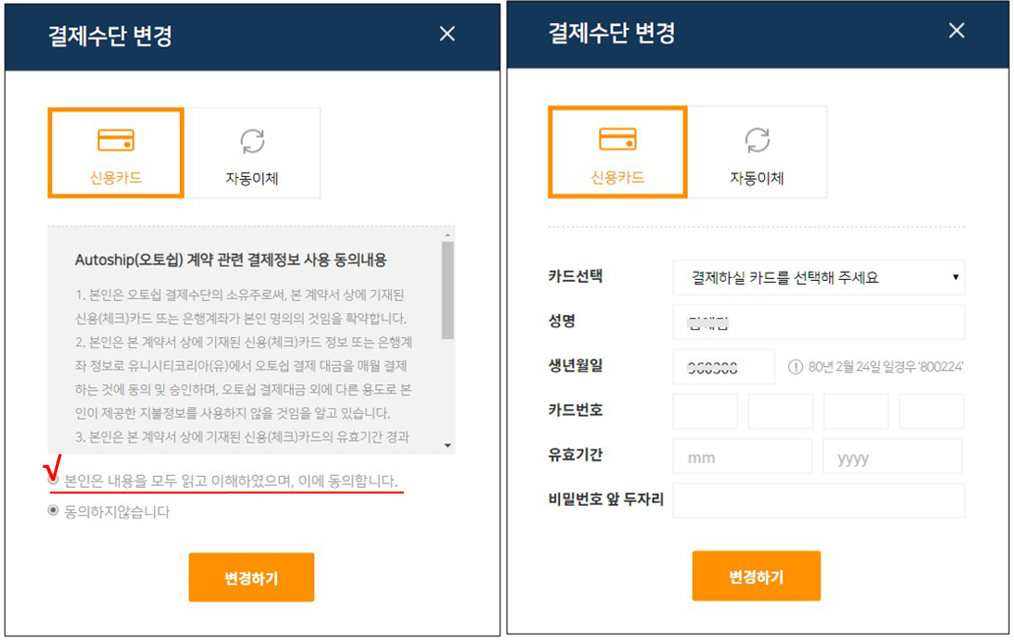 결제수단 변경
신용카드
자동이체
Autoship(오토쉽) 계약 관련 결제정보 사용 동의내용
1. 본인은 오토쉽 결제수단의 소유주로써, 본 계약서 상에 기재된
신용(체크)카드 또는 은행계좌가 본인 명의의 것임을 확약합니다.
2. 본인은 본 계약서 상에 기재된 신용(체크)카드 정보 또는 은행계
좌 정보로 유니시티코리아(유)에서 오토쉽 결제 대금을 매월 결제
하는 것에 동의 및 승인하며, 오토쉽 결제대금 외에 다른 용도로 본
인이 제공한 지불정보를 사용하지 않을 것임을 알고 있습니다.
3. 본인은 본 계약서 상에 기재된 신용(체크)카드의 유효기간 경과
본인은 내용을 모두 읽고 이해하였으며, 이에 동의합니다.
동의하지않습니다
변경하기
결제수단 변경
신용카드
자동이체
카드선택 결제하실 카드를 선택해 주세요
성명
생년월일 80년 2월 24일 일경우 '800224'
카드번호
유효기간 mm yyyy
비밀번호 앞 두자리
변경하기